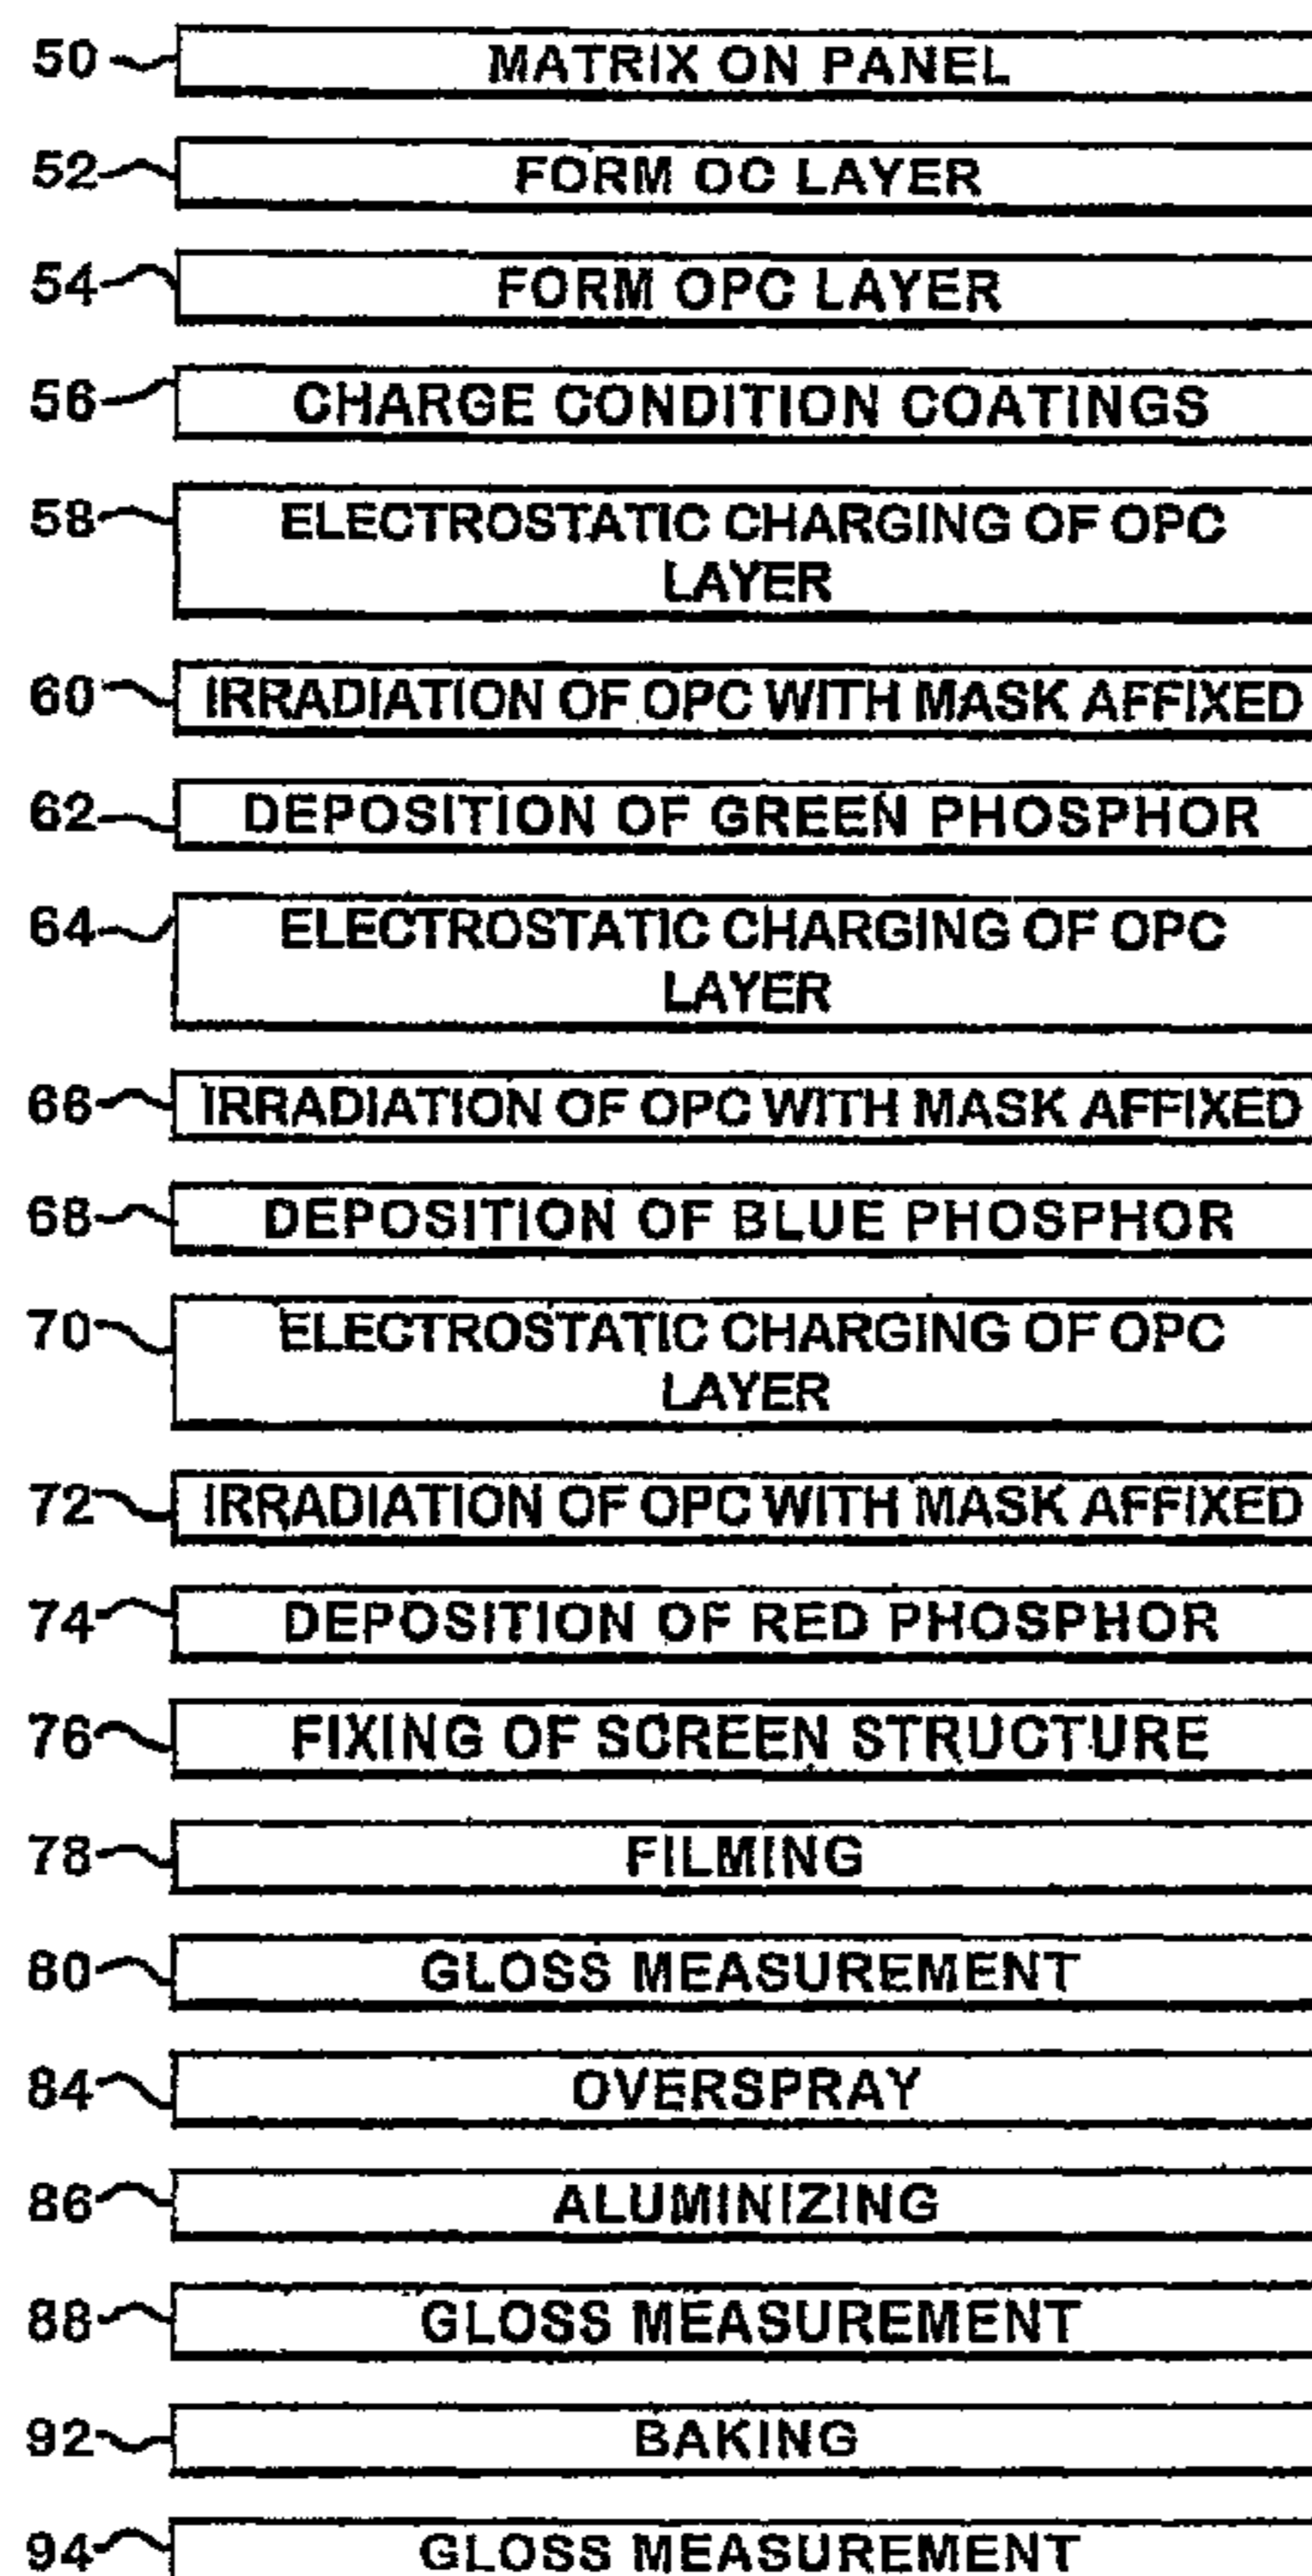 50 MATRIX ON PANEL
52 FORM OC LAYER
54 FORM OPC LAYER
56 CHARGE CONDITION COATINGS
58 ELECTROSTATIC CHARGING OF OPC
LAYER
60 IRRADIATION OF OPC WITH MASK AFFIXED
62 DEPOSITION OF GREEN PHOSPHOR
64 ELECTROSTATIC CHARGING OF OPC
LAYER
66 IRRADIATION OF OPC WITH MASK AFFIXED
68 DEPOSITION OF BLUE PHOSPHOR
70 ELECTROSTATIC CHARGING OF OPC
LAYER
72 IRRADIATION OF OPC WITH MASK AFFIXED
74 DEPOSITION OF RED PHOSPHOR
76 FIXING OF SCREEN STRUCTURE
78 FILMING
80 GLOSS MEASUREMENT
84 OVERSPRAY
86 ALUMINIZING
88 GLOSS MEASUREMENT
92 BAKING
94 GLOSS MEASUREMENT